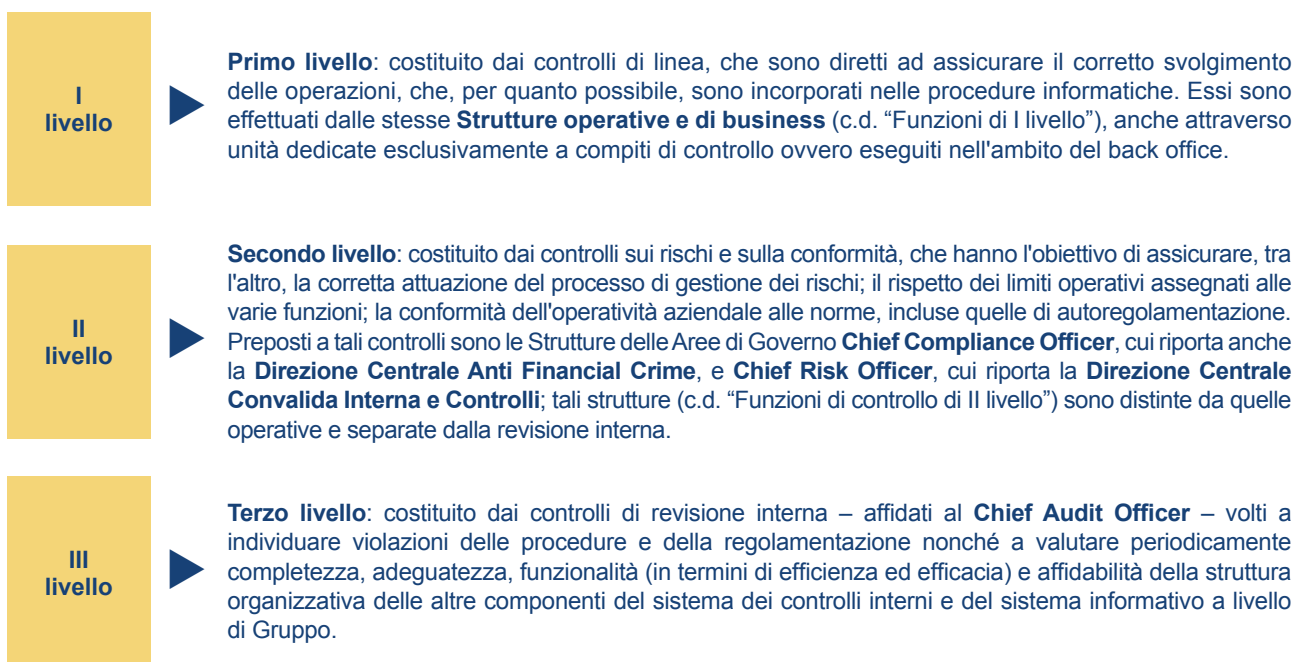 I
livello
Primo livello: costituito dai controlli di linea, che sono diretti ad assicurare il corretto svolgimento
delle operazioni, che, per quanto possibile, sono incorporati nelle procedure informatiche. Essi sono
effettuati dalle stesse Strutture operative e di business (c.d. “Funzioni di I livello”), anche attraverso
unità dedicate esclusivamente a compiti di controllo ovvero eseguiti nell'ambito del back office.
II
livello
Secondo livello: costituito dai controlli sui rischi e sulla conformità, che hanno l'obiettivo di assicurare, tra
l'altro, la corretta attuazione del processo di gestione dei rischi; il rispetto dei limiti operativi assegnati alle
varie funzioni; la conformità dell'operatività aziendale alle norme, incluse quelle di autoregolamentazione.
Preposti a tali controlli sono le Strutture delle Aree di Governo Chief Compliance Officer, cui riporta anche
la Direzione Centrale Anti Financial Crime, e Chief Risk Officer, cui riporta la Direzione Centrale
Convalida Interna e Controlli; tali strutture (c.d. “Funzioni di controllo di II livello”) sono distinte da quelle
operative e separate dalla revisione interna.
III
livello
Terzo livello: costituito dai controlli di revisione interna – affidati al Chief Audit Officer – volti a
individuare violazioni delle procedure e della regolamentazione nonché a valutare periodicamente
completezza, adeguatezza, funzionalità (in termini di efficienza ed efficacia) e affidabilità della struttura
organizzativa delle altre componenti del sistema dei controlli interni e del sistema informativo a livello
di Gruppo.